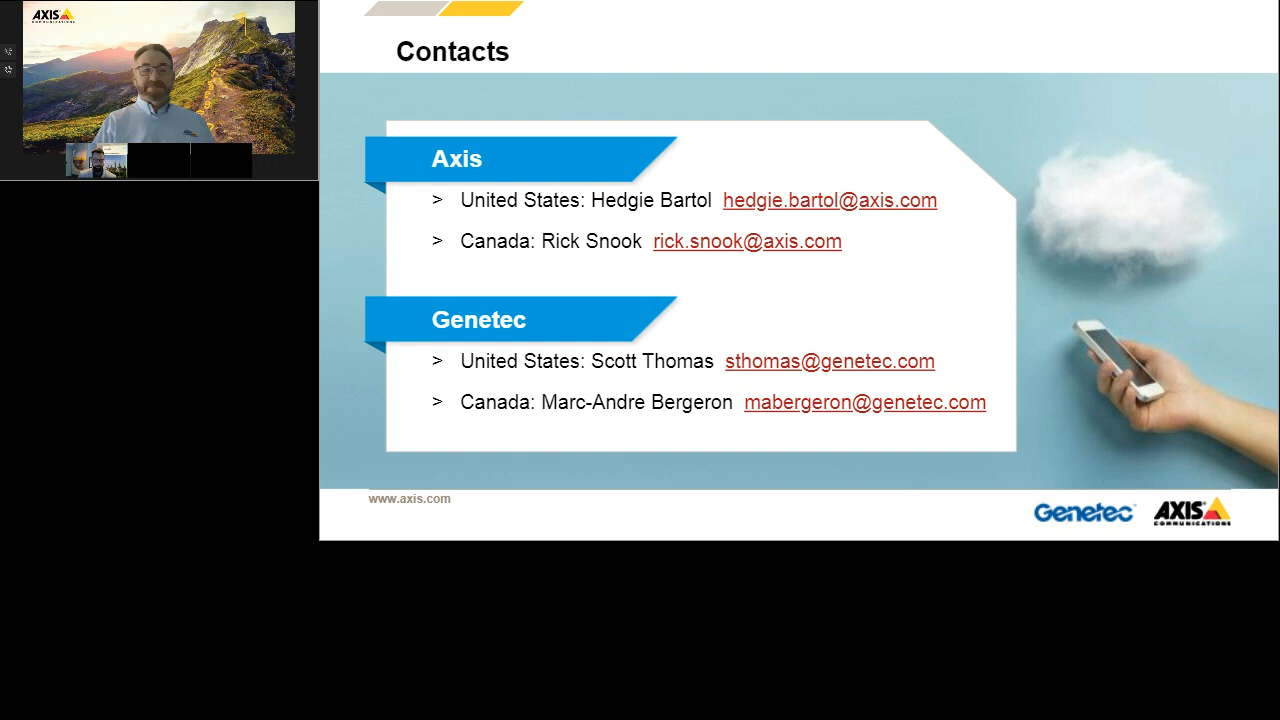 AXIS
COMMUNICATIONS
Contacts
Axis
> United States: Hedgie Bartol hedgie.bartol@axis.com
> Canada: Rick Snook rick.snook@axis.com
Genetec
> United States: Scott Thomas sthomas@genetec.com
> Canada: Marc-Andre Bergeron mabergeron@genetec.com
www.axis.com
Genetec
AXIS
COMMUNICATIONS